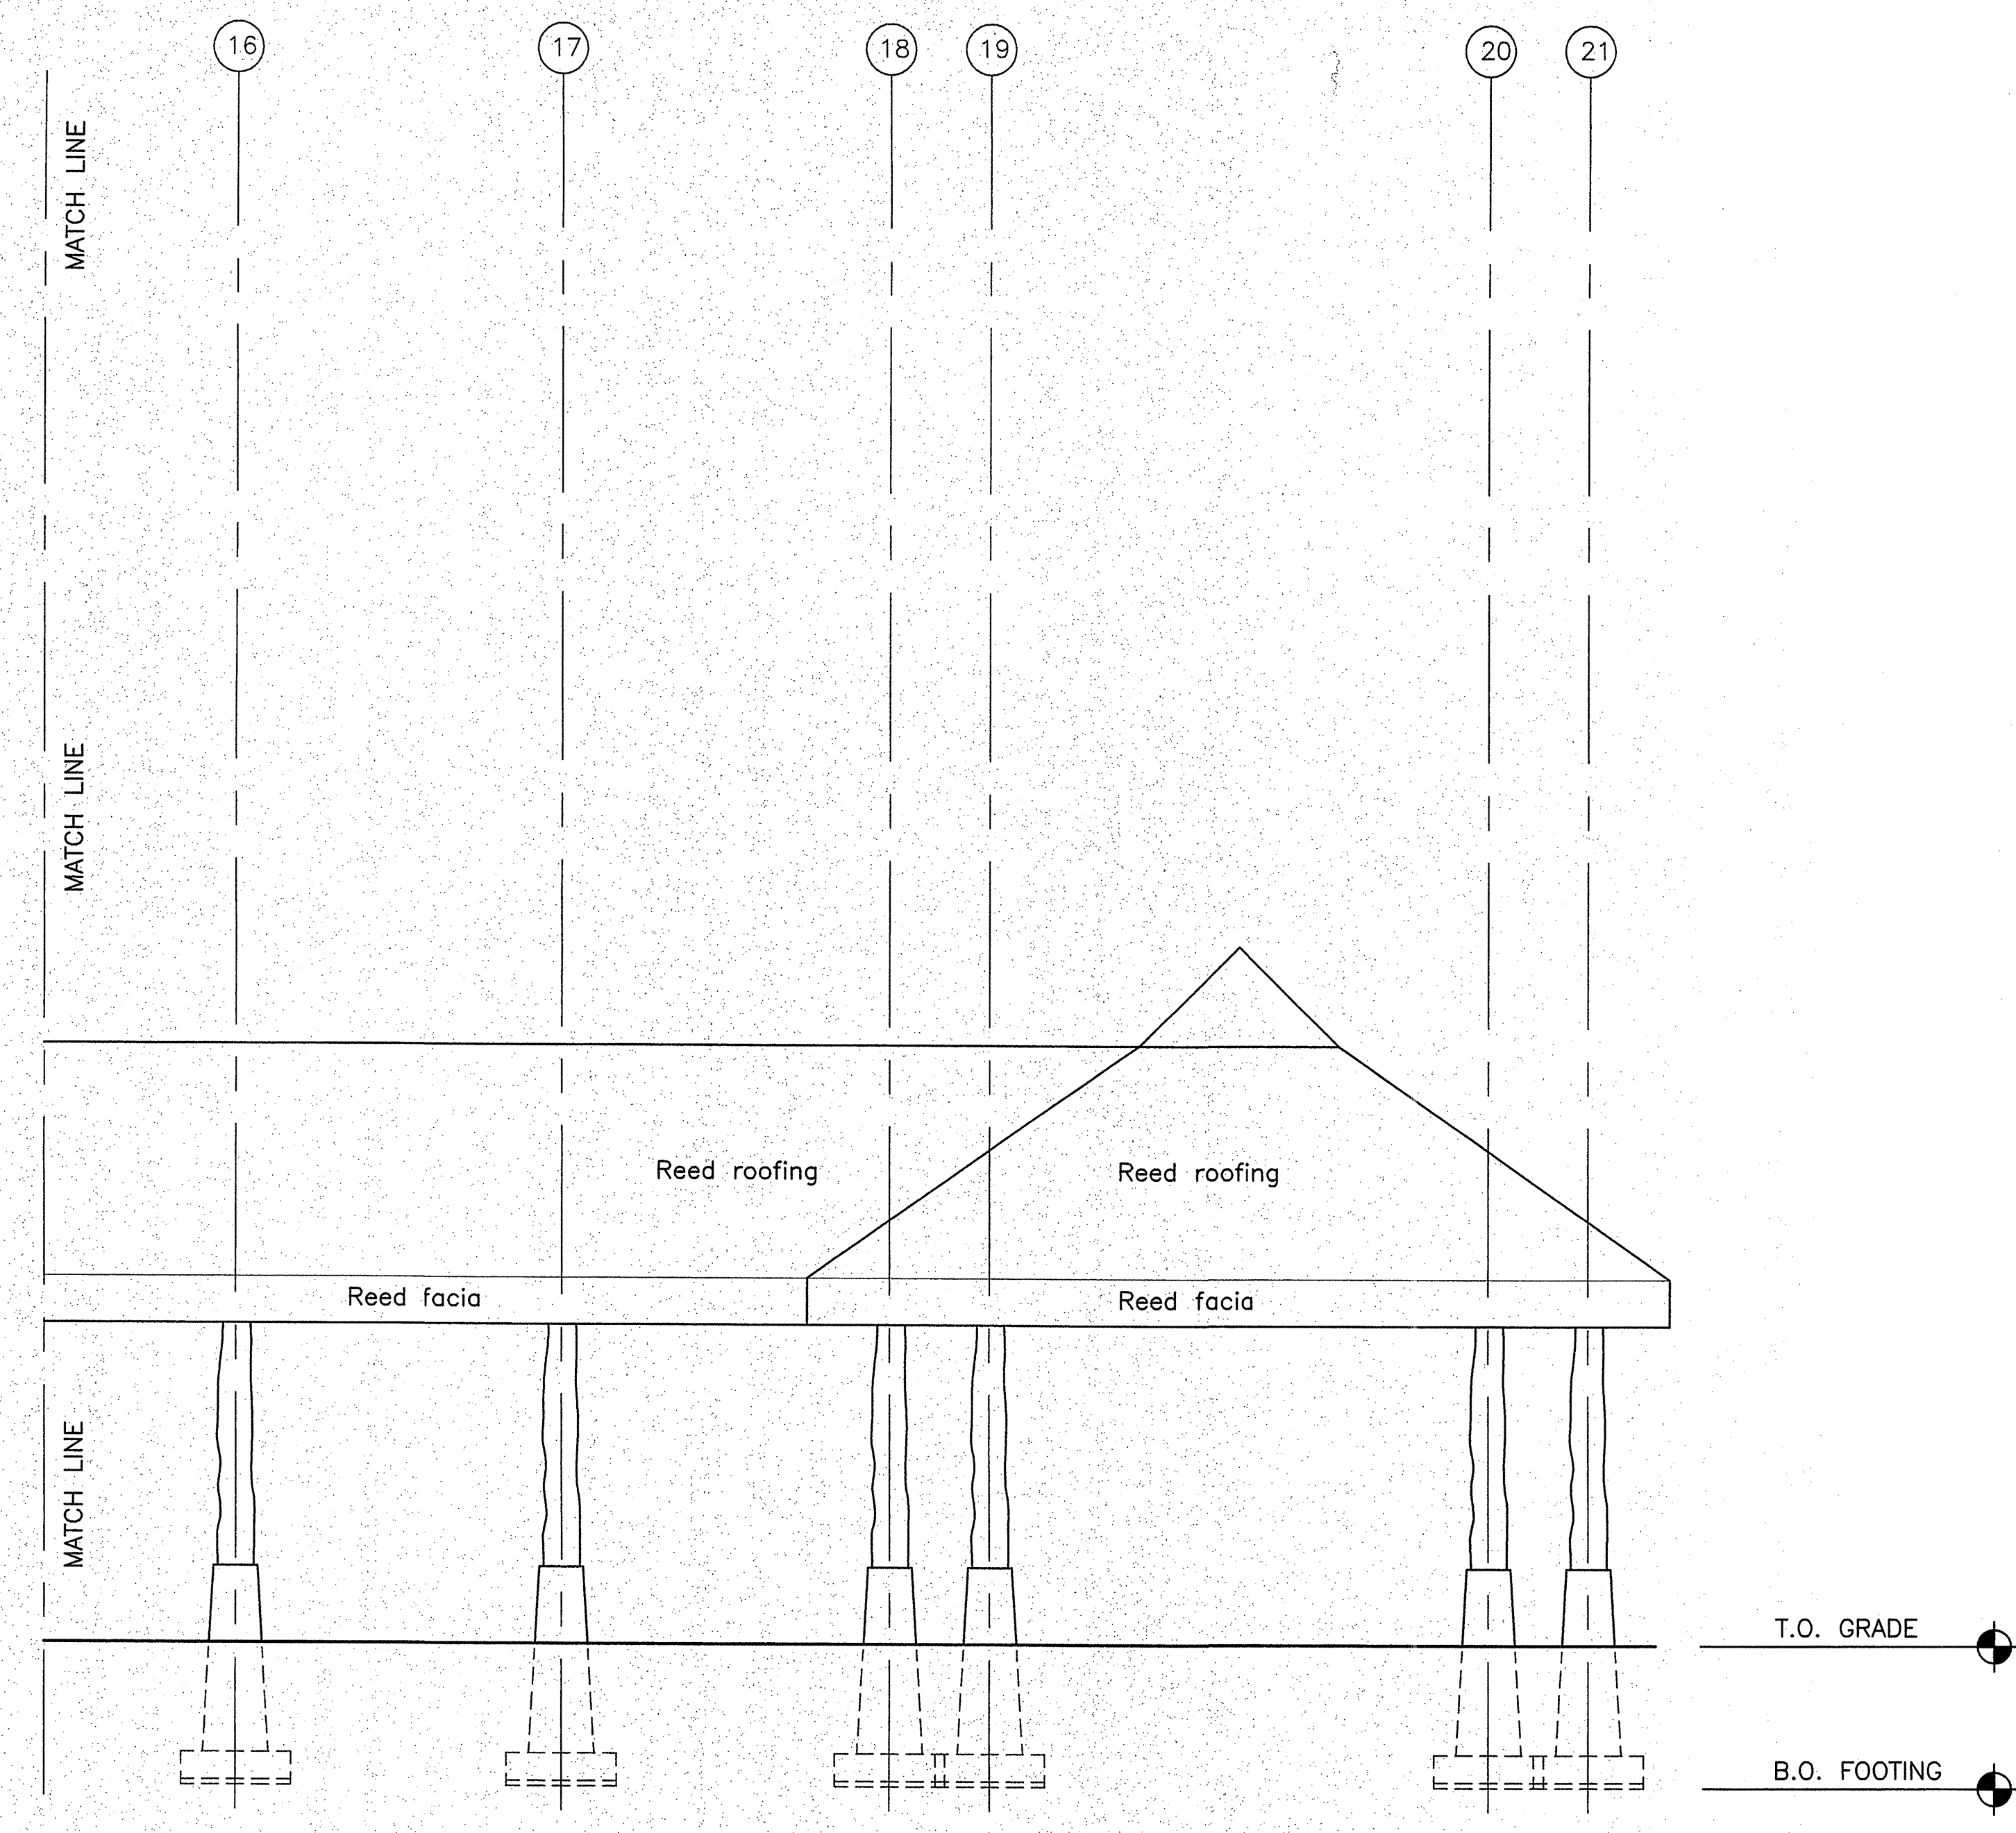 16
17
18
19
20
21
MATCH LINE
MATCH LINE
Reed roofing
Reed roofing
Reed facia
Reed facia
MATCH LINE
T.O. GRADE
B.O. FOOTING